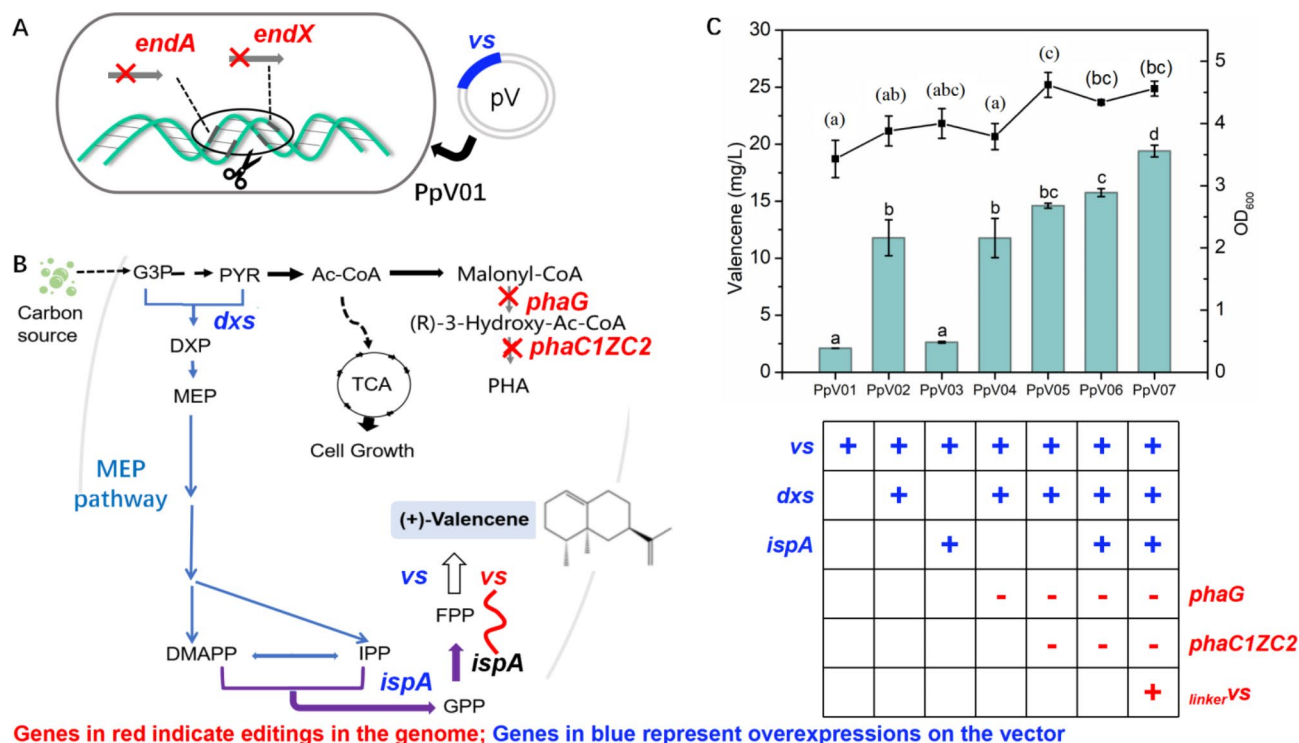 A
endA
endX
vs
pV
PpV01
B
Carbon
source
G3P
PYR
Ac-CoA
Malonyl-CoA
dxs
phaG
(R)-3-Hydroxy-Ac-CoA
phaC1ZC2
PHA
DXP
MEP
TCA
Cell Growth
MEP
pathway
(+)-Valencene
vs
vs
FPP
DMAPP
IPP
ispA
ispA
GPP
C
Valencene (mg/L)
30
25
20
15
10
5
0
(a)
(ab)
(abc)
(a)
(c)
(bc)
(bc)
a
b
a
b
bc
c
d
5
4
3
2
1
0
OD600
PpV01 PpV02 PpV03 PpV04 PpV05 PpV06 PpV07
vs + + + + + + +
dxs + + + + +
ispA + + +
- - - - phaG
- - - phaC1ZC2
+ linkervs
Genes in red indicate editings in the genome; Genes in blue represent overexpressions on the vector